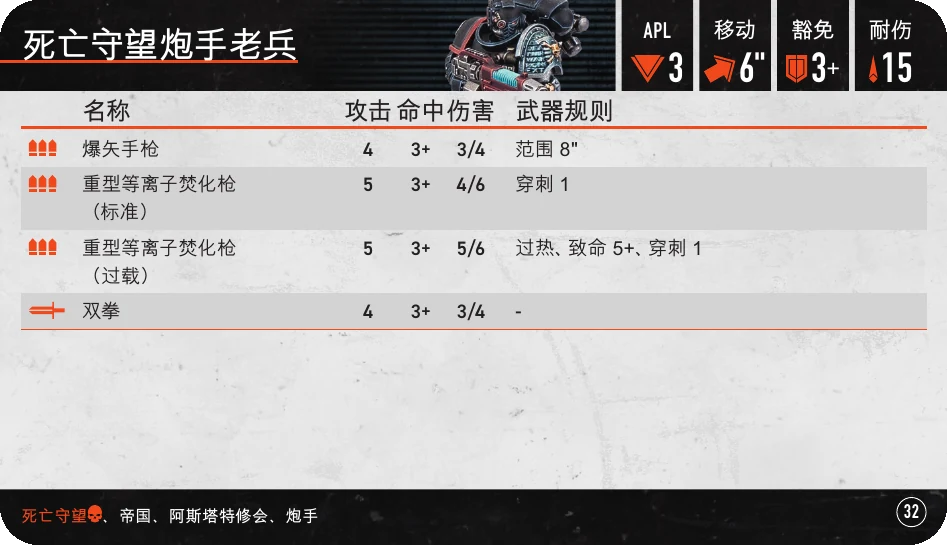 死亡守望炮手老兵
APL 移动 豁免 耐伤
3 6" 3+ 15
名称 攻击 命中 伤害 武器规则
爆矢手枪 4 3+ 3/4 范围 8"
重型等离子焚化枪 5 3+ 4/6 穿刺 1
（标准）
重型等离子焚化枪 5 3+ 5/6 过热、致命 5+、穿刺 1
（过载）
双拳 4 3+ 3/4 -
死亡守望、帝国、阿斯塔特修会、炮手
32